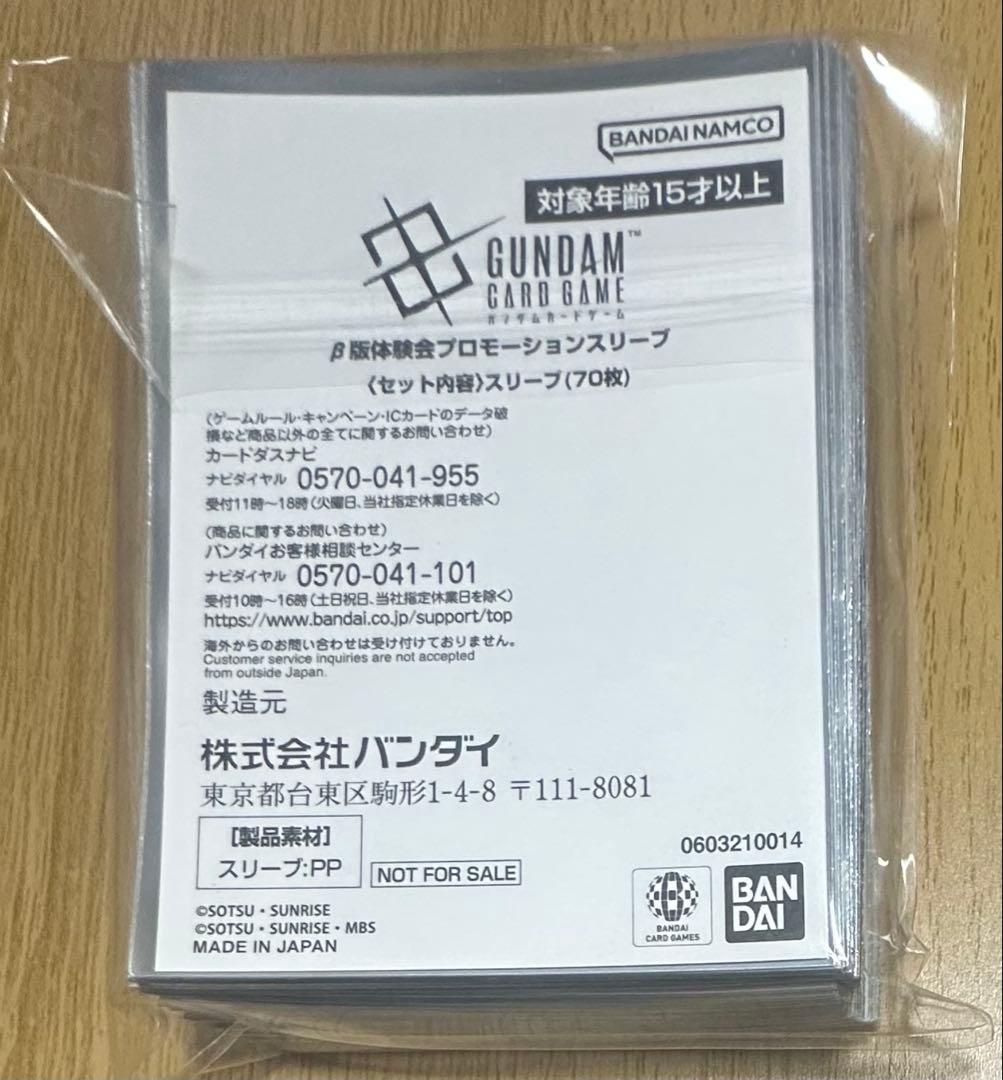 BANDAI NAMCO
対象年齢15才以上
GUNDAM™
CARD GAME
ガンダムカードゲーム
β版体験会プロモーションスリーブ
〈セット内容〉スリーブ(70枚)
(ゲームルール・キャンペーン・ICカードのデータ破
損など商品以外の全てに関するお問い合わせ)
カードダスナビ
ナビダイヤル 0570-041-955
受付11時~18時(火曜日、当社指定休業日を除く)
(商品に関するお問い合わせ)
バンダイお客様相談センター
ナビダイヤル 0570-041-101
受付10時~16時(土日祝日、当社指定休業日を除く)
https://www.bandai.co.jp/support/top
海外からのお問い合わせは受け付けておりません。
Customer service inquiries are not accepted
from outside Japan.
製造元
株式会社バンダイ
東京都台東区駒形1-4-8 〒111-8081
[製品素材]
スリーブ:PP
NOT FOR SALE
0603210014
©SOTSU・SUNRISE
©SOTSU・SUNRISE・MBS
MADE IN JAPAN
B
BANDAI
CARD GAMES
BAN
DAI